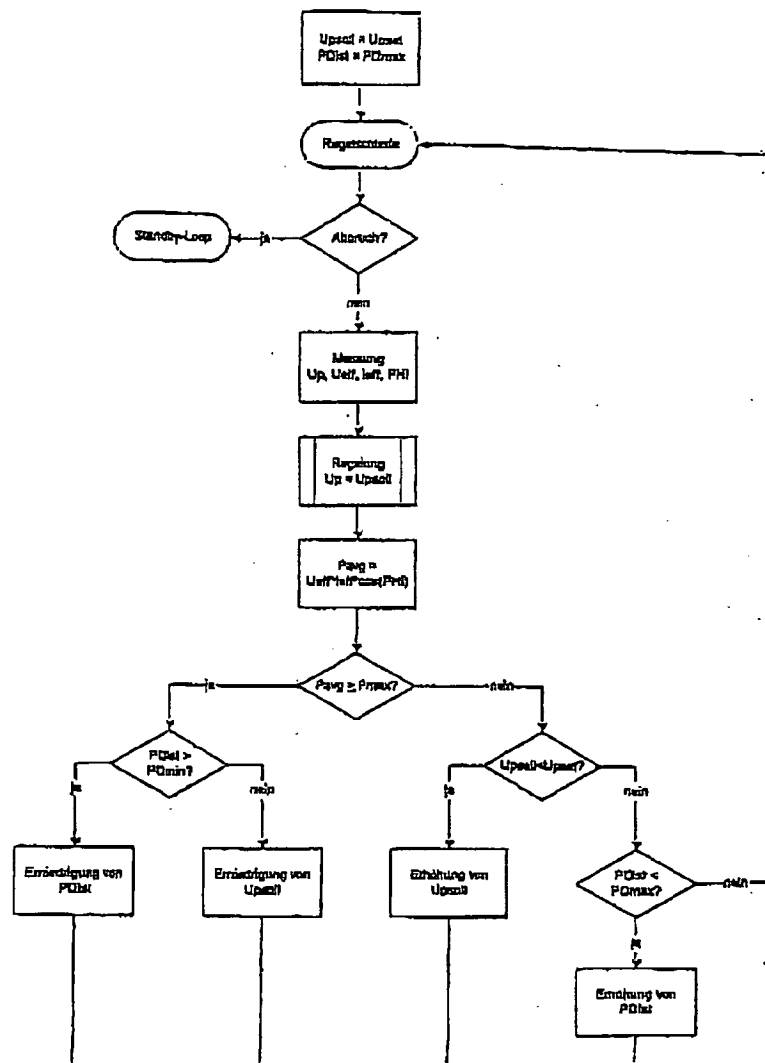 Upsoll = Upset
PDist = PDmax
Regelschleife
Abbruch?
ja
Standby-Loop
nein
Messung
Up, Ueff, Ieff, PHI
Regelung
Up = Upsoll
Pavg =
Ueff*Ieff*cos(PHI)
Pavg ≥ Pmax?
ja
nein
PDist >
PDmin?
Upsoll<Upset?
ja
nein
ja
nein
Erniedrigung von
PDist
Erniedrigung von
Upsoll
Erhöhung von
Upsoll
PDist <
PDmax?
nein
ja
Erhöhung von
PDist